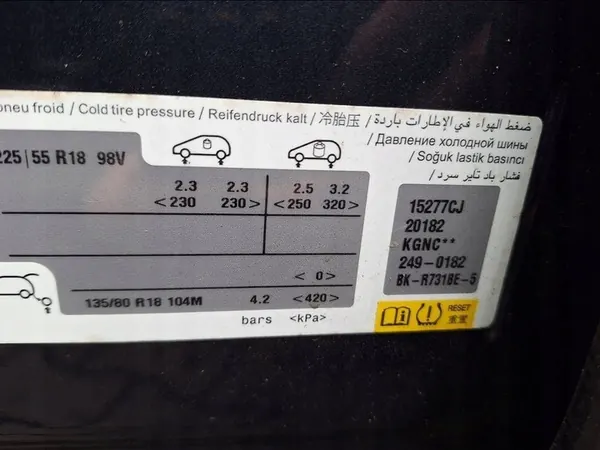 pneu froid / Cold tire pressure / Reifendruck kalt / 冷胎压 / ضغط الهواء في الإطارات باردة
/ Давление холодной шины
/ Soğuk lastik basıncı
/ فشار باد تایر سرد
225 | 55 R18 98V
2.3 2.3 2.5 3.2
<230 230> <250 320>
< 0>
135/80 R18 104M 4.2 <420>
bars <kPa>
15277CJ
20182
KGNC**
249-0182
BK-R731BE-5
RESET